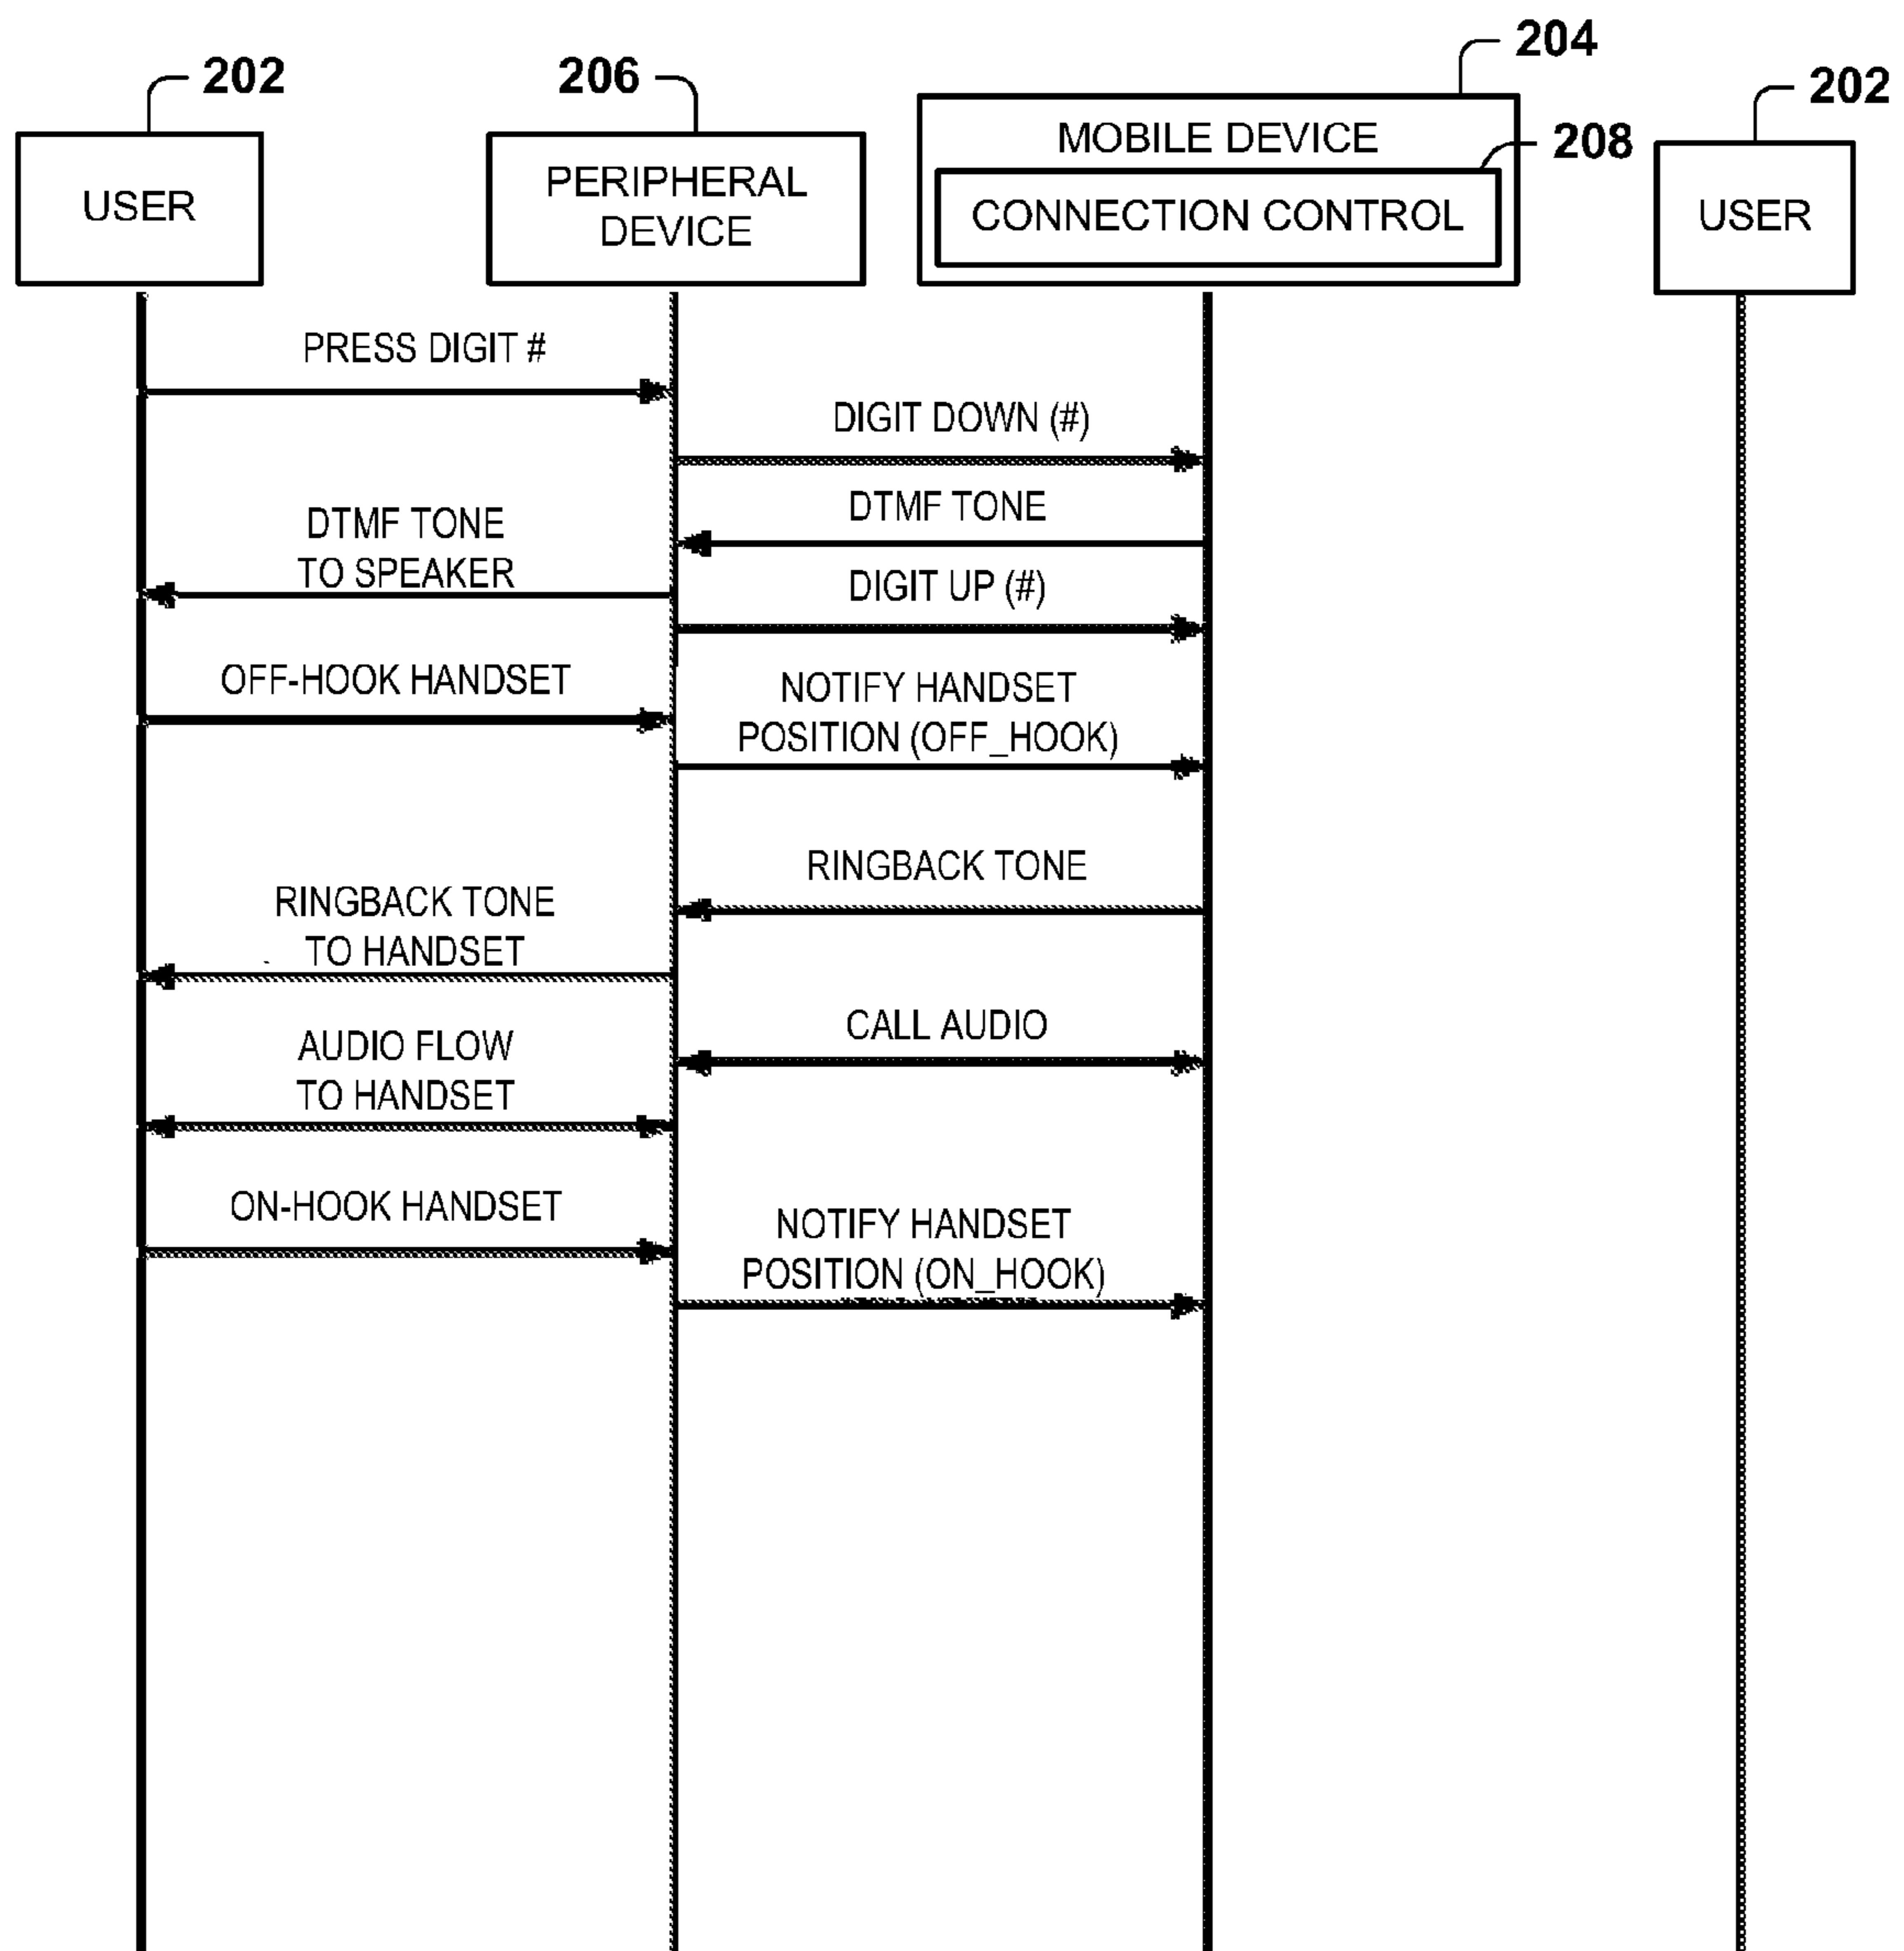 202
206
204
202
USER
PERIPHERAL
DEVICE
MOBILE DEVICE
208
CONNECTION CONTROL
USER
PRESS DIGIT #
DIGIT DOWN (#)
DTMF TONE
DTMF TONE
TO SPEAKER
DIGIT UP (#)
OFF-HOOK HANDSET
NOTIFY HANDSET
POSITION (OFF_HOOK)
RINGBACK TONE
RINGBACK TONE
TO HANDSET
CALL AUDIO
AUDIO FLOW
TO HANDSET
ON-HOOK HANDSET
NOTIFY HANDSET
POSITION (ON_HOOK)